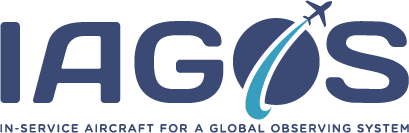 IAGOS
IN-SERVICE AIRCRAFT FOR A GLOBAL OBSERVING SYSTEM